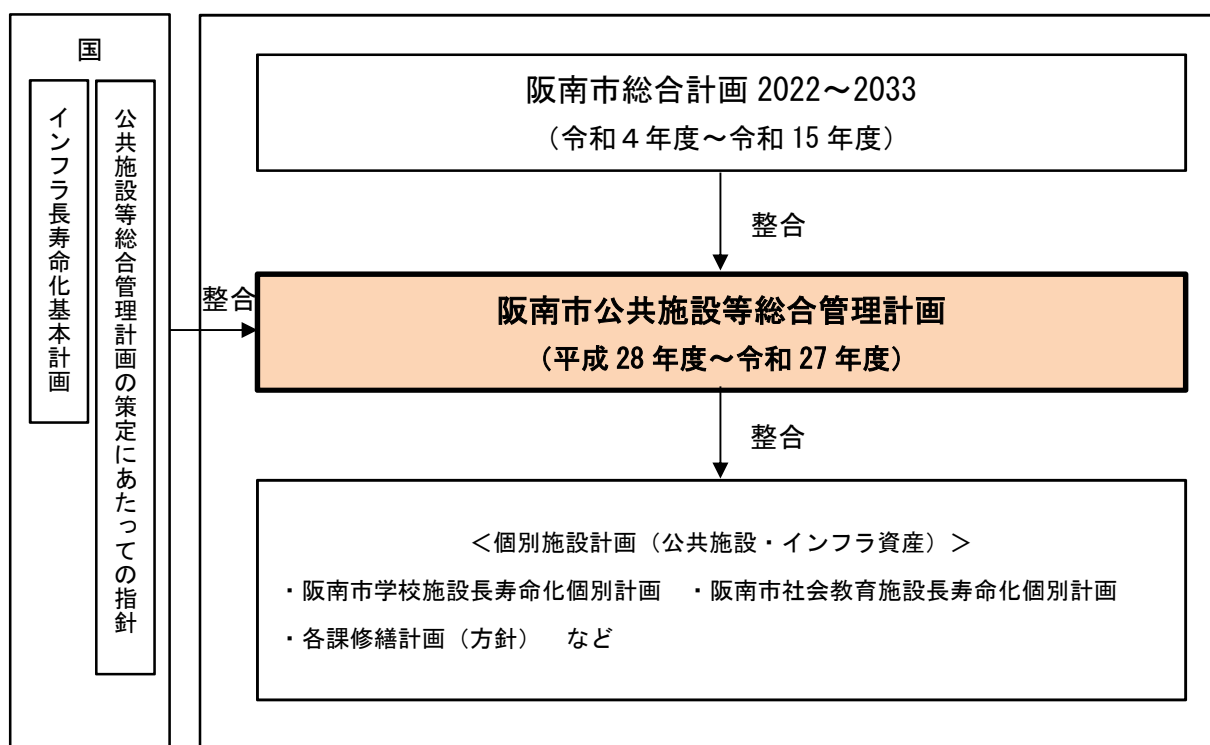 国
公共施設等総合管理計画の策定にあたっての指針
インフラ長寿命化基本計画
整合
阪南市総合計画 2022～2033
（令和４年度～令和 15 年度）
整合
阪南市公共施設等総合管理計画
（平成 28 年度～令和 27 年度）
整合
＜個別施設計画（公共施設・インフラ資産）＞
・阪南市学校施設長寿命化個別計画　・阪南市社会教育施設長寿命化個別計画
・各課修繕計画（方針）　など